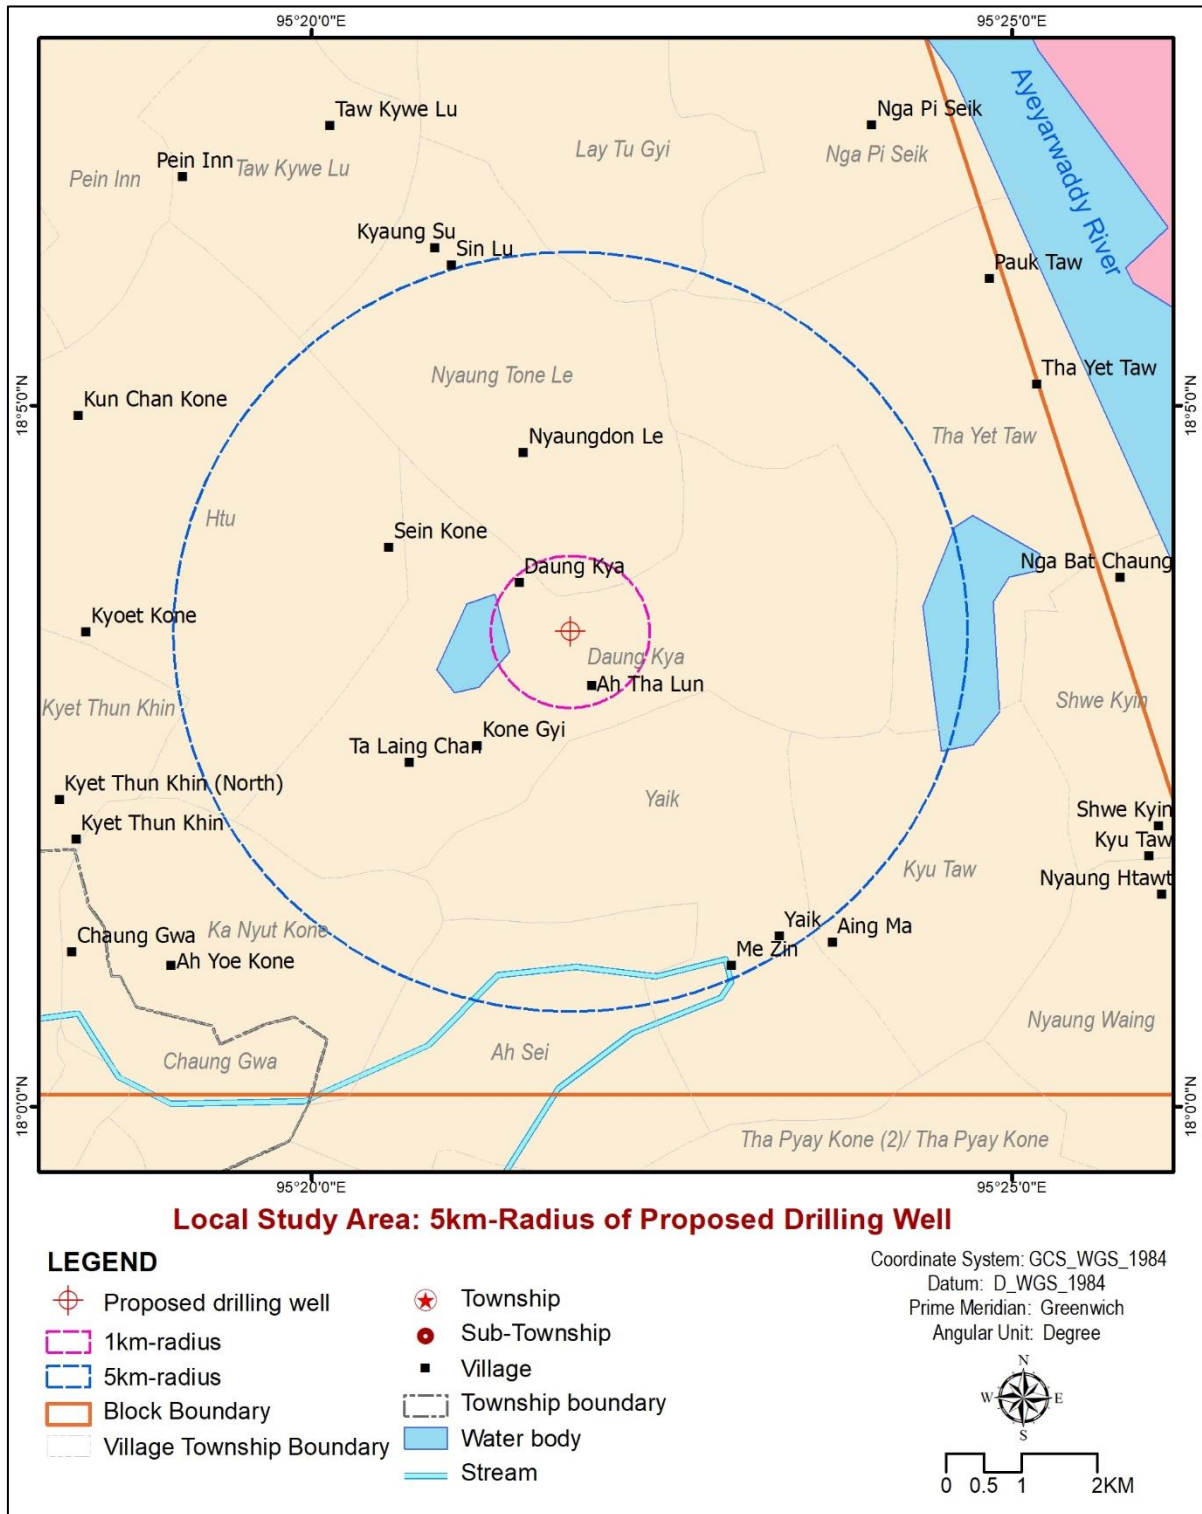 95°20'0"E
95°25'0"E
Taw Kywe Lu
Nga Pi Seik
Ayeyarwaddy River
Lay Tu Gyi
Nga Pi Seik
Pein Inn
Taw Kywe Lu
Pein Inn
Kyaung Su
Sin Lu
Pauk Taw
Nyaung Tone Le
Tha Yet Taw
18°5'0"N
18°5'0"N
Kun Chan Kone
Nyaungdon Le
Tha Yet Taw
Htu
Sein Kone
Daung Kya
Nga Bat Chaung
Kyoet Kone
Daung Kya
Ah Tha Lun
Kyet Thun Khin
Shwe Kyin
Kone Gyi
Ta Laing Chan
Kyet Thun Khin (North)
Yaik
Kyet Thun Khin
Shwe Kyin
Kyu Taw
Kyu Taw
Nyaung Htawt
Ka Nyut Kone
Yaik
Aing Ma
Chaung Gwa
Ah Yoe Kone
Me Zin
Nyaung Waing
Chaung Gwa
Ah Sei
18°0'0"N
18°0'0"N
Tha Pyay Kone (2)/ Tha Pyay Kone
95°20'0"E
95°25'0"E
Local Study Area: 5km-Radius of Proposed Drilling Well
LEGEND
Proposed drilling well
1km-radius
5km-radius
Block Boundary
Village Township Boundary
Township
Sub-Township
Village
Township boundary
Water body
Stream
Coordinate System: GCS_WGS_1984
Datum: D_WGS_1984
Prime Meridian: Greenwich
Angular Unit: Degree
N
W E
S
0 0.5 1 2KM